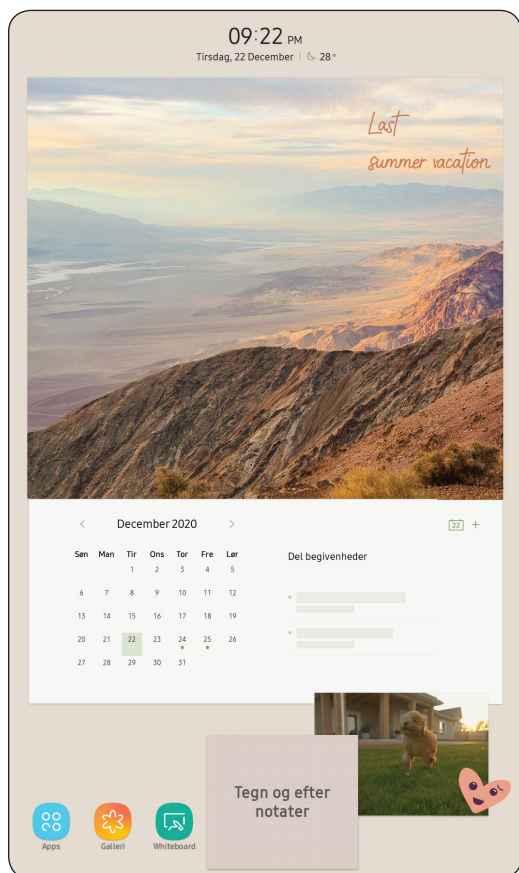 09:22 PM
Tirsdag, 22 December | 28°
Last
summer vacation
< December 2020 >
22 +
Søn Man Tir Ons Tor Fre Lør
Del begivenheder
1 2 3 4 5
6 7 8 9 10 11 12
13 14 15 16 17 18 19
20 21 22 23 24 25 26
27 28 29 30 31
Tegn og efter
notater
Apps Galleri Whiteboard